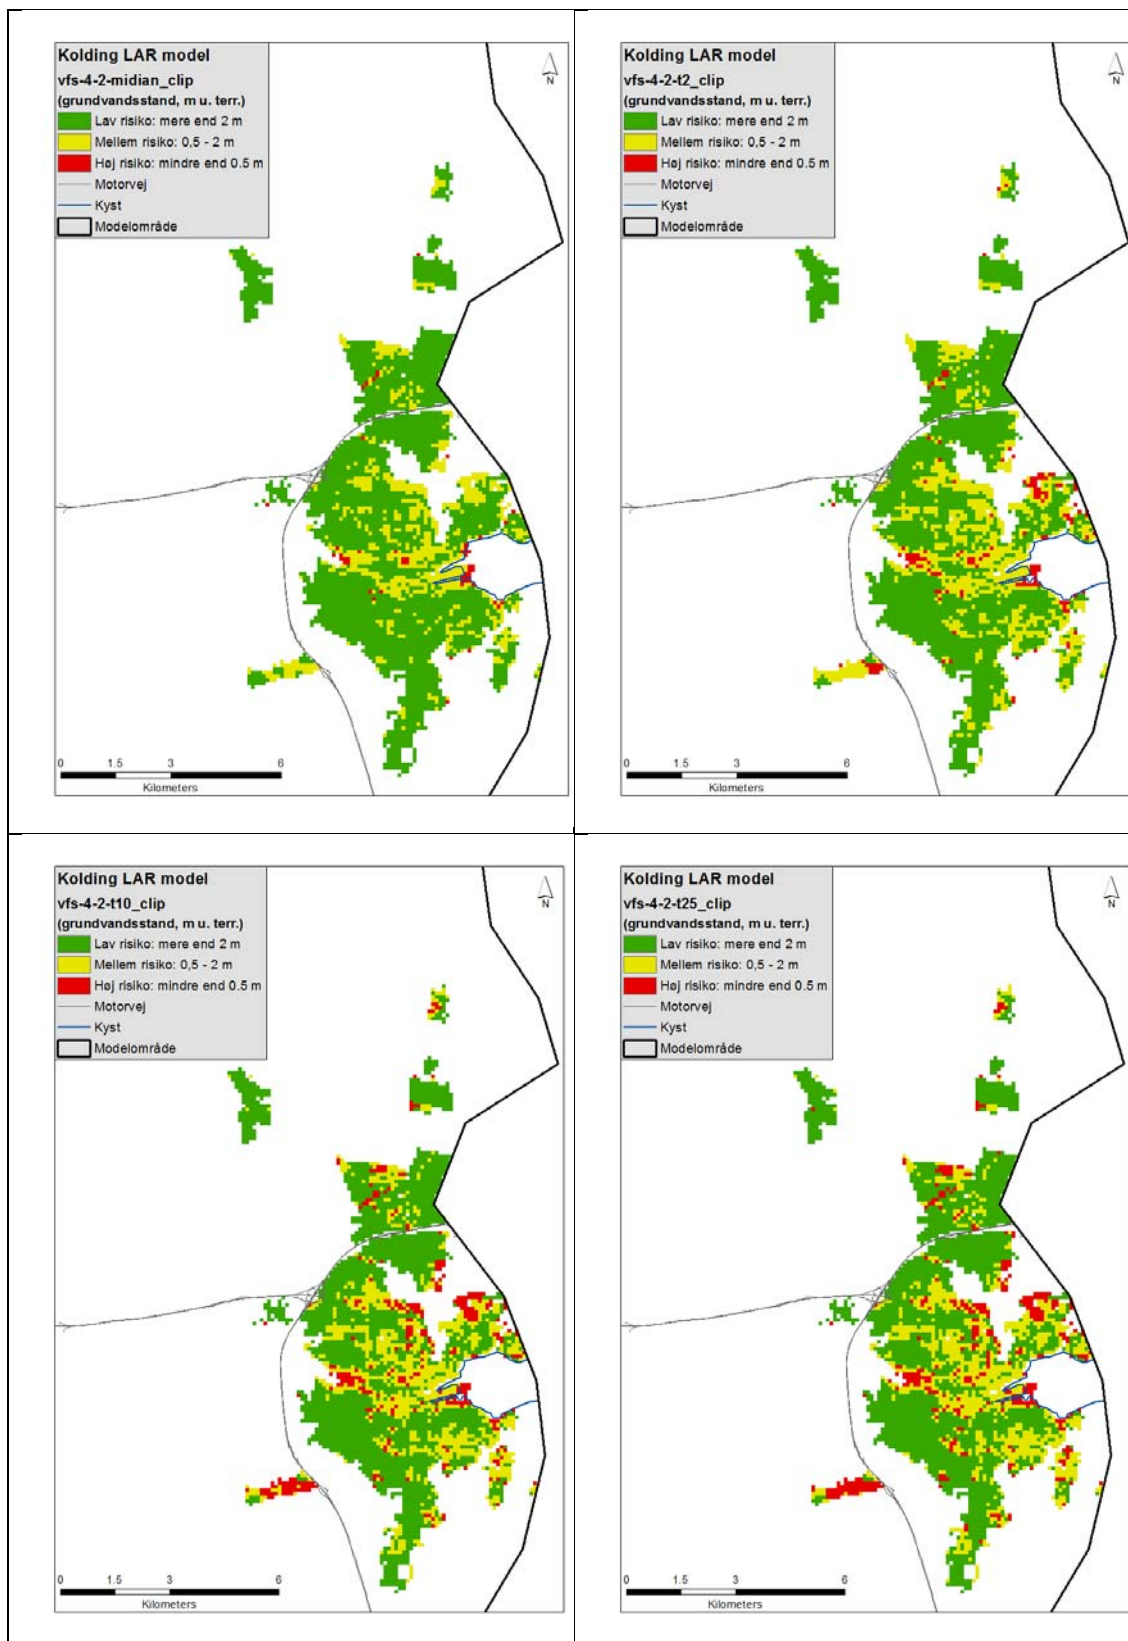 Kolding LAR model
vfs-4-2-midian_clip
(grundvandsstand, m u. terr.)
Lav risiko: mere end 2 m
Mellem risiko: 0,5 - 2 m
Høj risiko: mindre end 0.5 m
Motorvej
Kyst
Modelområde
N
0 1.5 3 6
Kilometers
Kolding LAR model
vfs-4-2-t2_clip
(grundvandsstand, m u. terr.)
Lav risiko: mere end 2 m
Mellem risiko: 0,5 - 2 m
Høj risiko: mindre end 0.5 m
Motorvej
Kyst
Modelområde
N
0 1.5 3 6
Kilometers
Kolding LAR model
vfs-4-2-t10_clip
(grundvandsstand, m u. terr.)
Lav risiko: mere end 2 m
Mellem risiko: 0,5 - 2 m
Høj risiko: mindre end 0.5 m
Motorvej
Kyst
Modelområde
N
0 1.5 3 6
Kilometers
Kolding LAR model
vfs-4-2-t25_clip
(grundvandsstand, m u. terr.)
Lav risiko: mere end 2 m
Mellem risiko: 0,5 - 2 m
Høj risiko: mindre end 0.5 m
Motorvej
Kyst
Modelområde
N
0 1.5 3 6
Kilometers